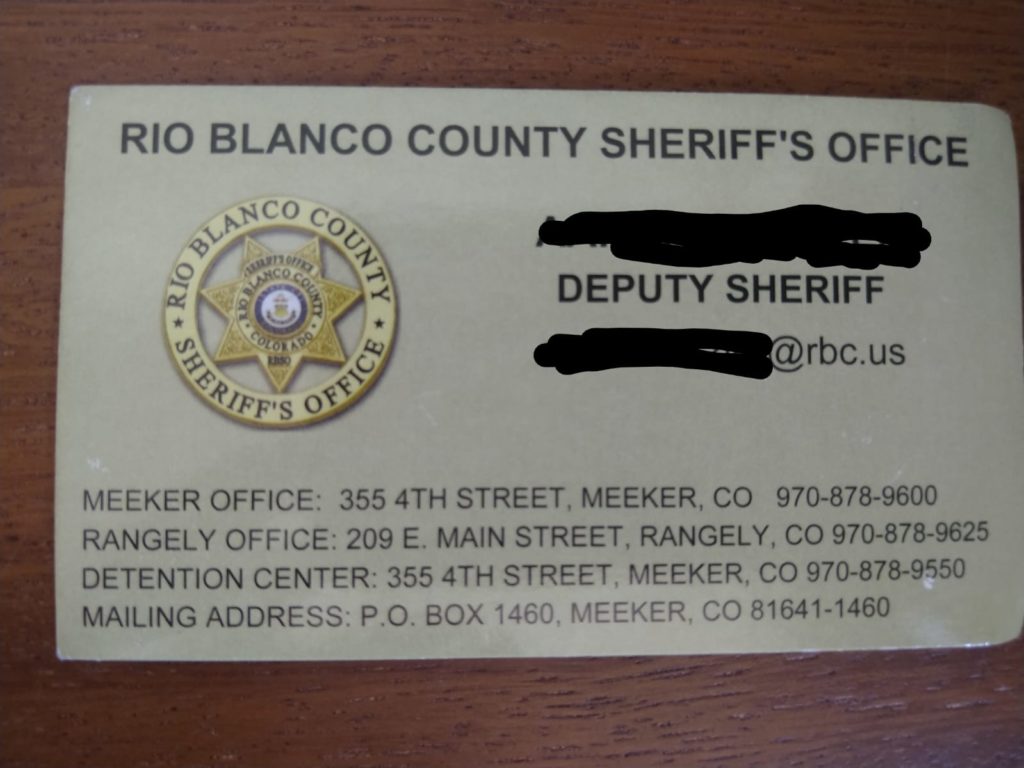 RIO BLANCO COUNTY SHERIFF'S OFFICE
RIO BLANCO COUNTY
SHERIFF'S OFFICE
SHERIFF'S OFFICE
RIO BLANCO COUNTY
COLORADO
RBSO
DEPUTY SHERIFF
@rbc.us
MEEKER OFFICE: 355 4TH STREET, MEEKER, CO 970-878-9600
RANGELY OFFICE: 209 E. MAIN STREET, RANGELY, CO 970-878-9625
DETENTION CENTER: 355 4TH STREET, MEEKER, CO 970-878-9550
MAILING ADDRESS: P.O. BOX 1460, MEEKER, CO 81641-1460